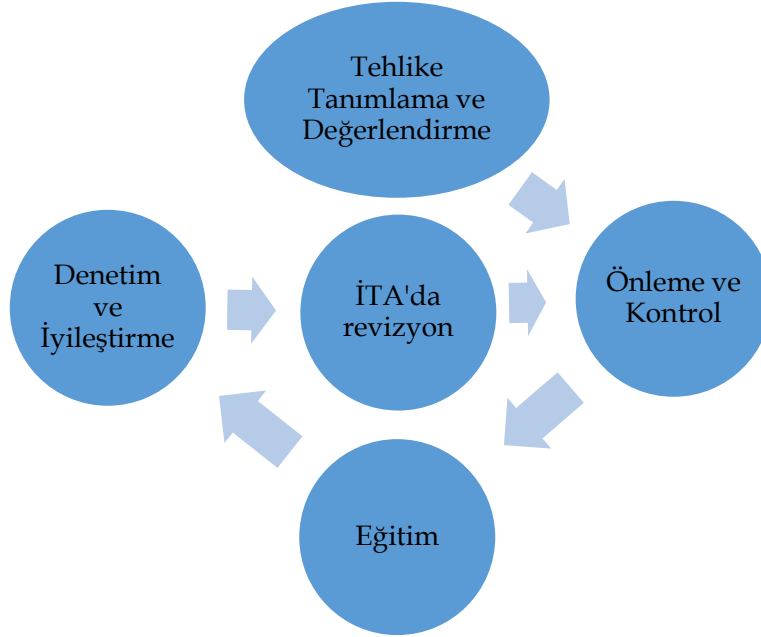 Tehlike
Tanımlama ve
Değerlendirme
Denetim
ve
İyileştirme
İTA'da
revizyon
Önleme ve
Kontrol
Eğitim